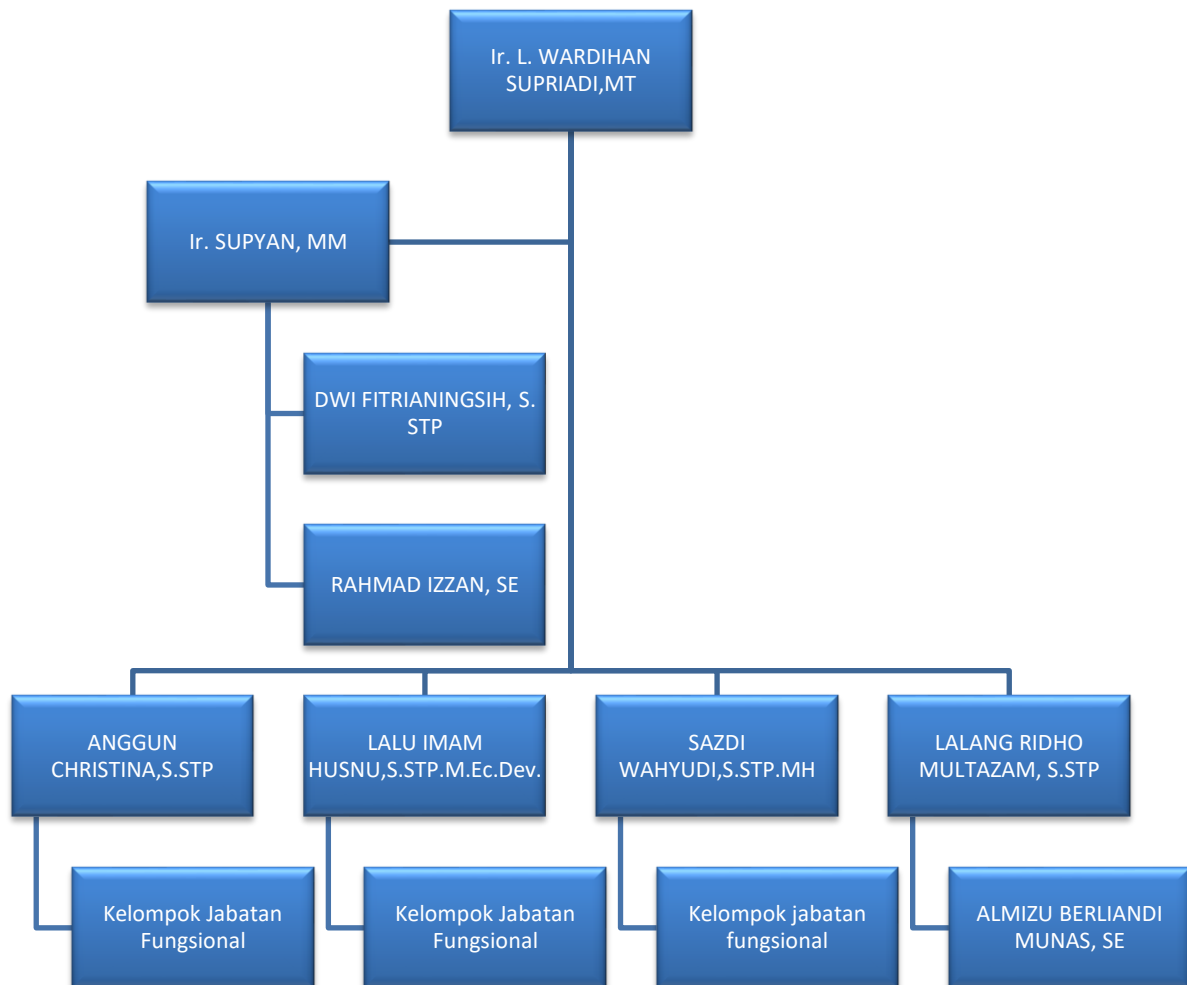 Ir. L. WARDIHAN
SUPRIADI,MT
Ir. SUPYAN, MM
DWI FITRIANINGSIH, S.
STP
RAHMAD IZZAN, SE
ANGGUN
CHRISTINA,S.STP
LALU IMAM
HUSNU,S.STP.M.Ec.Dev.
SAZDI
WAHYUDI,S.STP.MH
LALANG RIDHO
MULTAZAM, S.STP
Kelompok Jabatan
Fungsional
Kelompok Jabatan
Fungsional
Kelompok jabatan
fungsional
ALMIZU BERLIANDI
MUNAS, SE